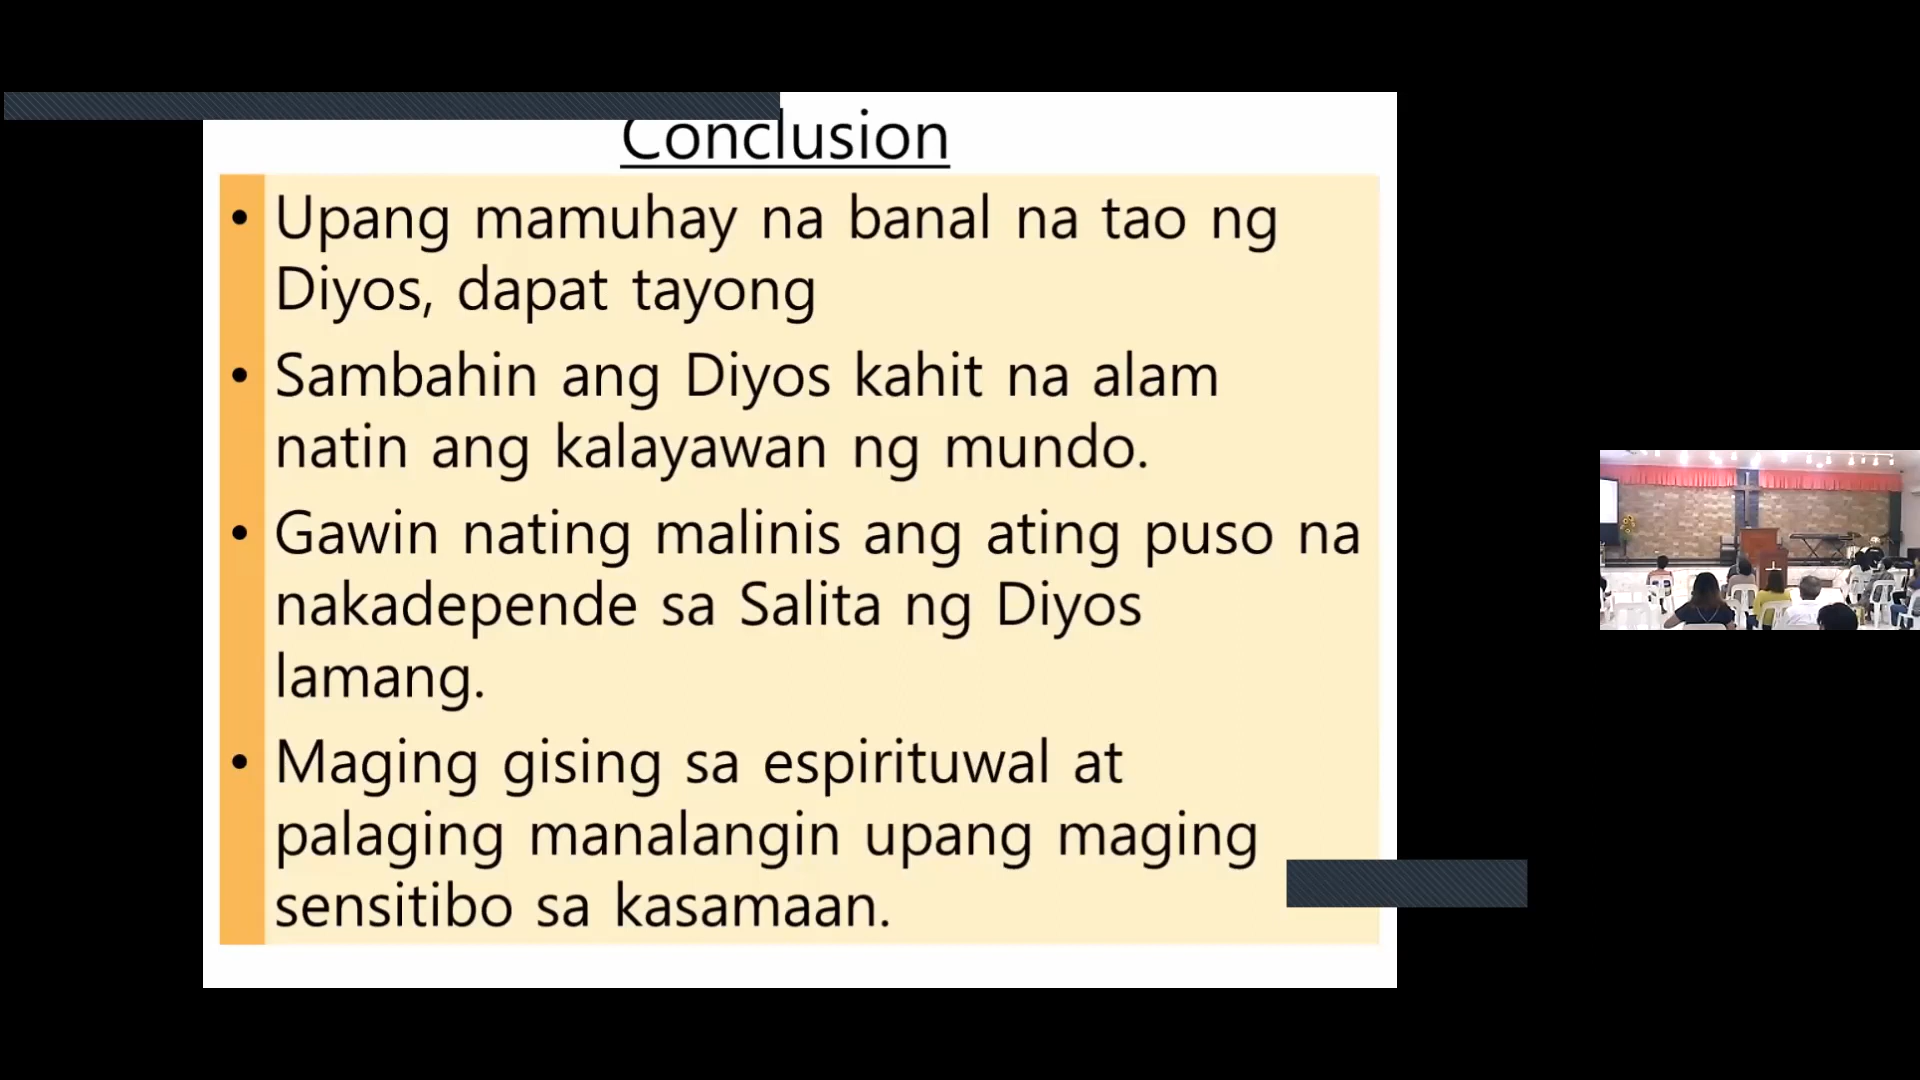 Conclusion
• Upang mamuhay na banal na tao ng
Diyos, dapat tayong
• Sambahin ang Diyos kahit na alam
natin ang kalayawan ng mundo.
• Gawin nating malinis ang ating puso na
nakadepende sa Salita ng Diyos
lamang.
• Maging gising sa espirituwal at
palaging manalangin upang maging
sensitibo sa kasamaan.